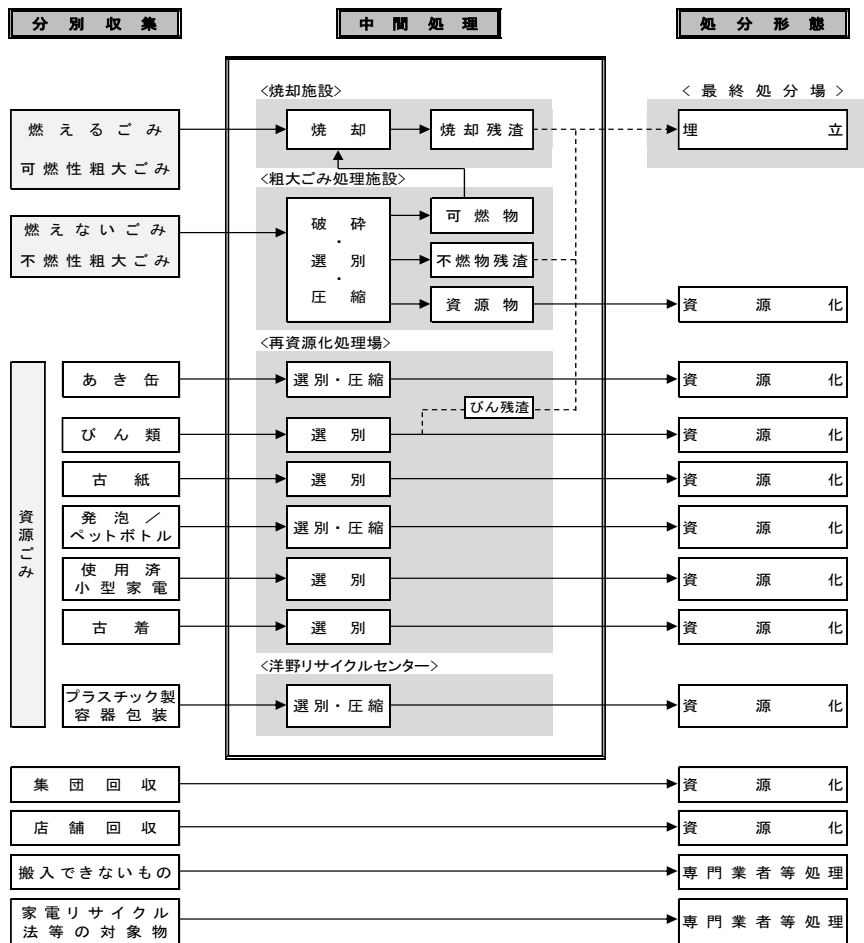 分別収集
中間処理
処分形態
<焼却施設>
<最終処分場>
燃えるごみ
可燃性粗大ごみ
焼却
焼却残渣
埋立
<粗大ごみ処理施設>
燃えないごみ
不燃性粗大ごみ
破砕
・
選別
・
圧縮
可燃物
不燃物残渣
資源物
資源化
<再資源化処理場>
資源ごみ
あき缶
選別・圧縮
資源化
びん残渣
びん類
選別
資源化
古紙
選別
資源化
発泡／
ペットボトル
選別・圧縮
資源化
使用済
小型家電
選別
資源化
古着
選別
資源化
<洋野リサイクルセンター>
プラスチック製
容器包装
選別・圧縮
資源化
集団回収
資源化
店舗回収
資源化
搬入できないもの
専門業者等処理
家電リサイクル
法等の対象物
専門業者等処理